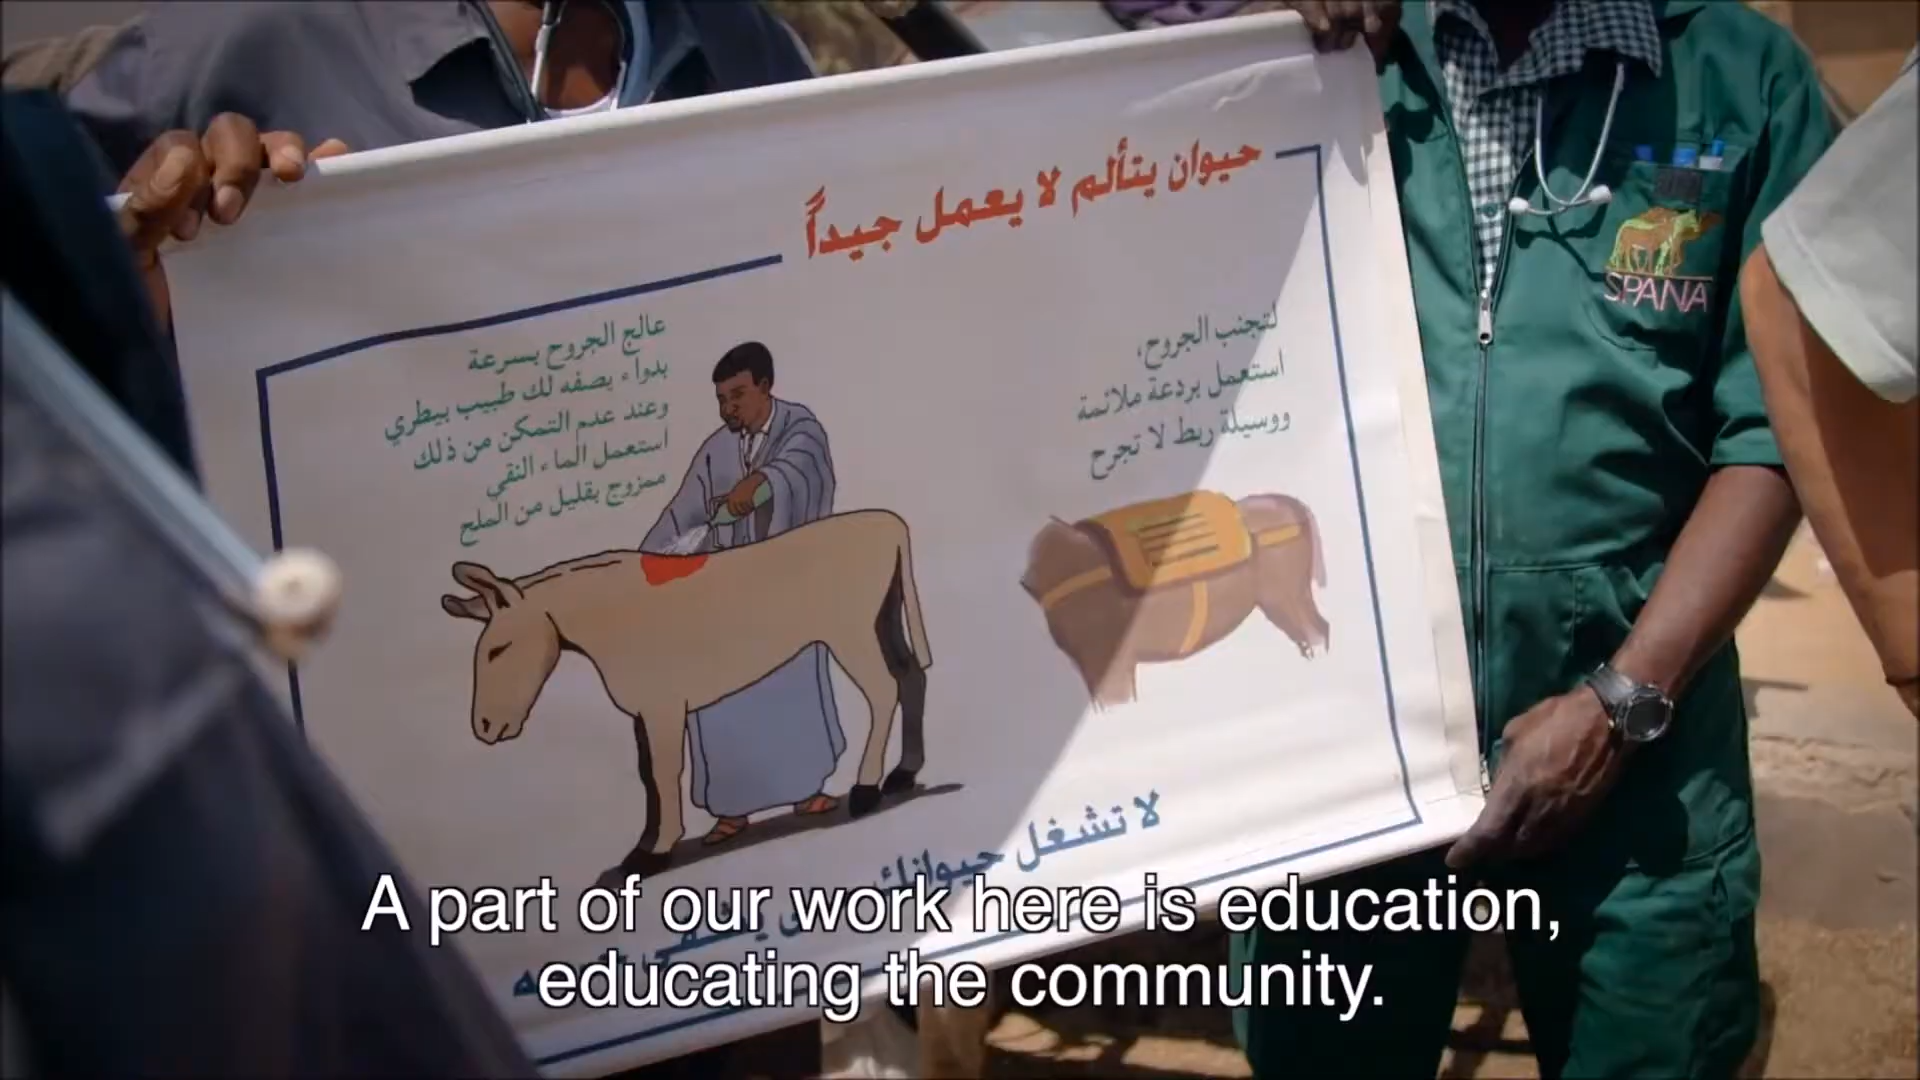 حيوان يتألم لا يعمل جيداً
لتجنب الجروح،
استعمل بردعة ملائمة
ووسيلة ربط لا تجرح
عالج الجروح بسرعة
بدواء يصفه لك طبيب بيطري
وعند عدم التمكن من ذلك
استعمل الماء النقي
ممزوج بقليل من الملح
لا تشغل حيوانك
SPANA
A part of our work here is education,
educating the community.